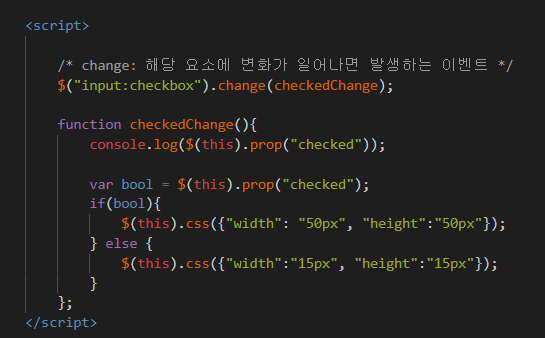 <script>
/* change: 해당 요소에 변화가 일어나면 발생하는 이벤트 */
$("input:checkbox").change(checkedChange);
function checkedChange(){
console.log($(this).prop("checked"));
var bool = $(this).prop("checked");
if(bool){
$(this).css({"width": "50px", "height":"50px"});
} else {
$(this).css({"width":"15px", "height":"15px"});
}
};
</script>